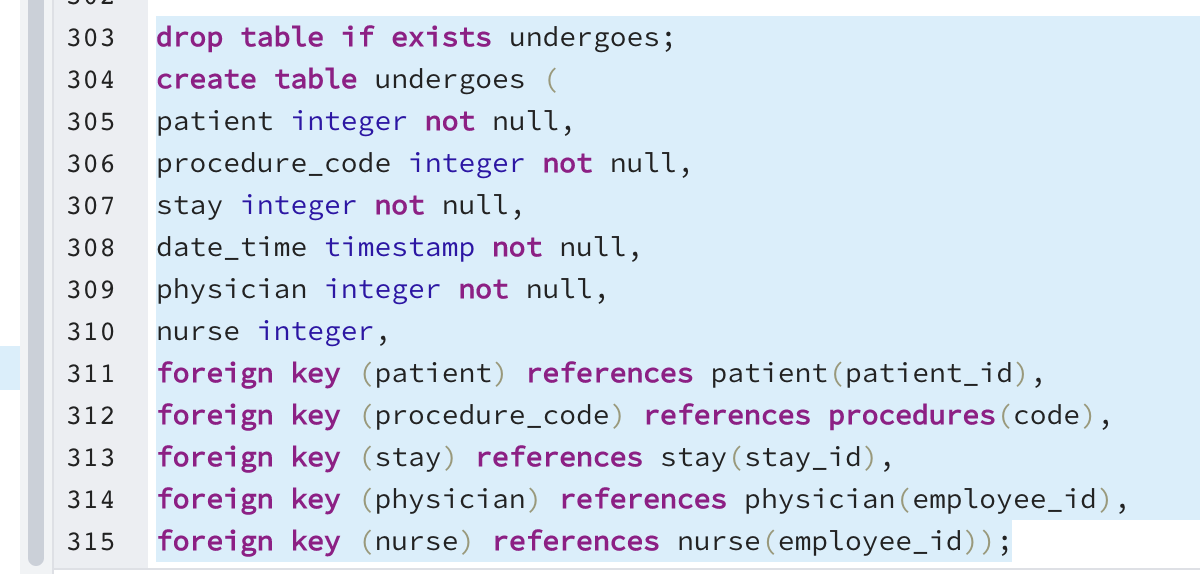 302
303 drop table if exists undergoes;
304 create table undergoes (
305 patient integer not null,
306 procedure_code integer not null,
307 stay integer not null,
308 date_time timestamp not null,
309 physician integer not null,
310 nurse integer,
311 foreign key (patient) references patient(patient_id),
312 foreign key (procedure_code) references procedures(code),
313 foreign key (stay) references stay(stay_id),
314 foreign key (physician) references physician(employee_id),
315 foreign key (nurse) references nurse(employee_id));